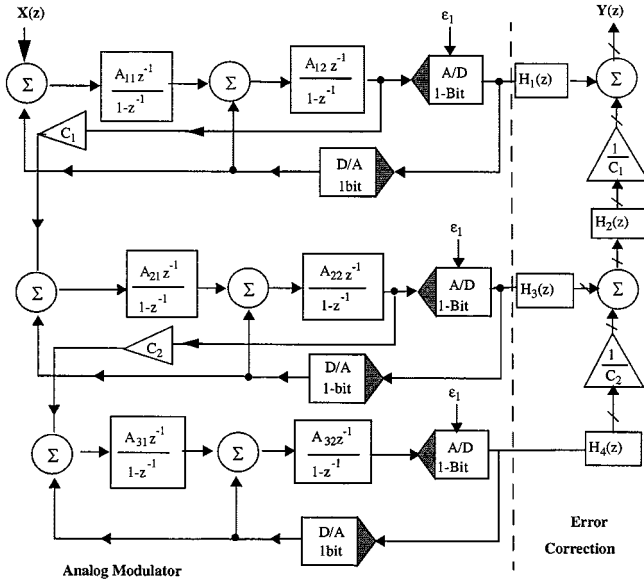 X(z)
ε1
Y(z)
Σ
A11 z-1
1-z-1
Σ
A12 z-1
1-z-1
A/D
1-Bit
H1(z)
Σ
C1
D/A
1bit
1
C1
H2(z)
ε1
Σ
A21 z-1
1-z-1
Σ
A22 z-1
1-z-1
A/D
1-Bit
H3(z)
Σ
C2
D/A
1-bit
1
C2
ε1
Σ
A31 z-1
1-z-1
Σ
A32z-1
1-z-1
A/D
1-Bit
H4(z)
D/A
1bit
Error
Correction
Analog Modulator